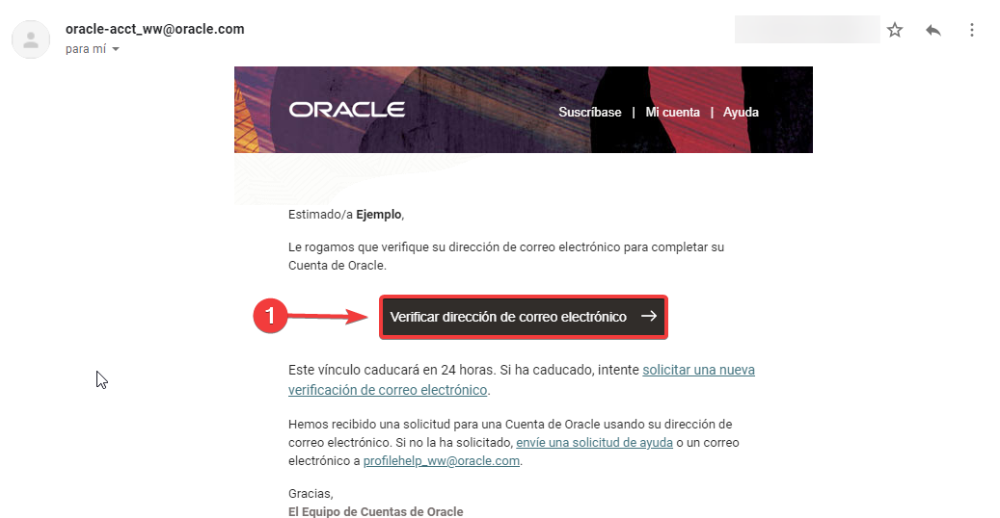 oracle-acct_ww@oracle.com
para mí
ORACLE
Suscríbase | Mi cuenta | Ayuda
Estimado/a Ejemplo,
Le rogamos que verifique su dirección de correo electrónico para completar su
Cuenta de Oracle.
1
Verificar dirección de correo electrónico
Este vínculo caducará en 24 horas. Si ha caducado, intente solicitar una nueva
verificación de correo electrónico.
Hemos recibido una solicitud para una Cuenta de Oracle usando su dirección de
correo electrónico. Si no la ha solicitado, envíe una solicitud de ayuda o un correo
electrónico a profilehelp_ww@oracle.com.
Gracias,
El Equipo de Cuentas de Oracle